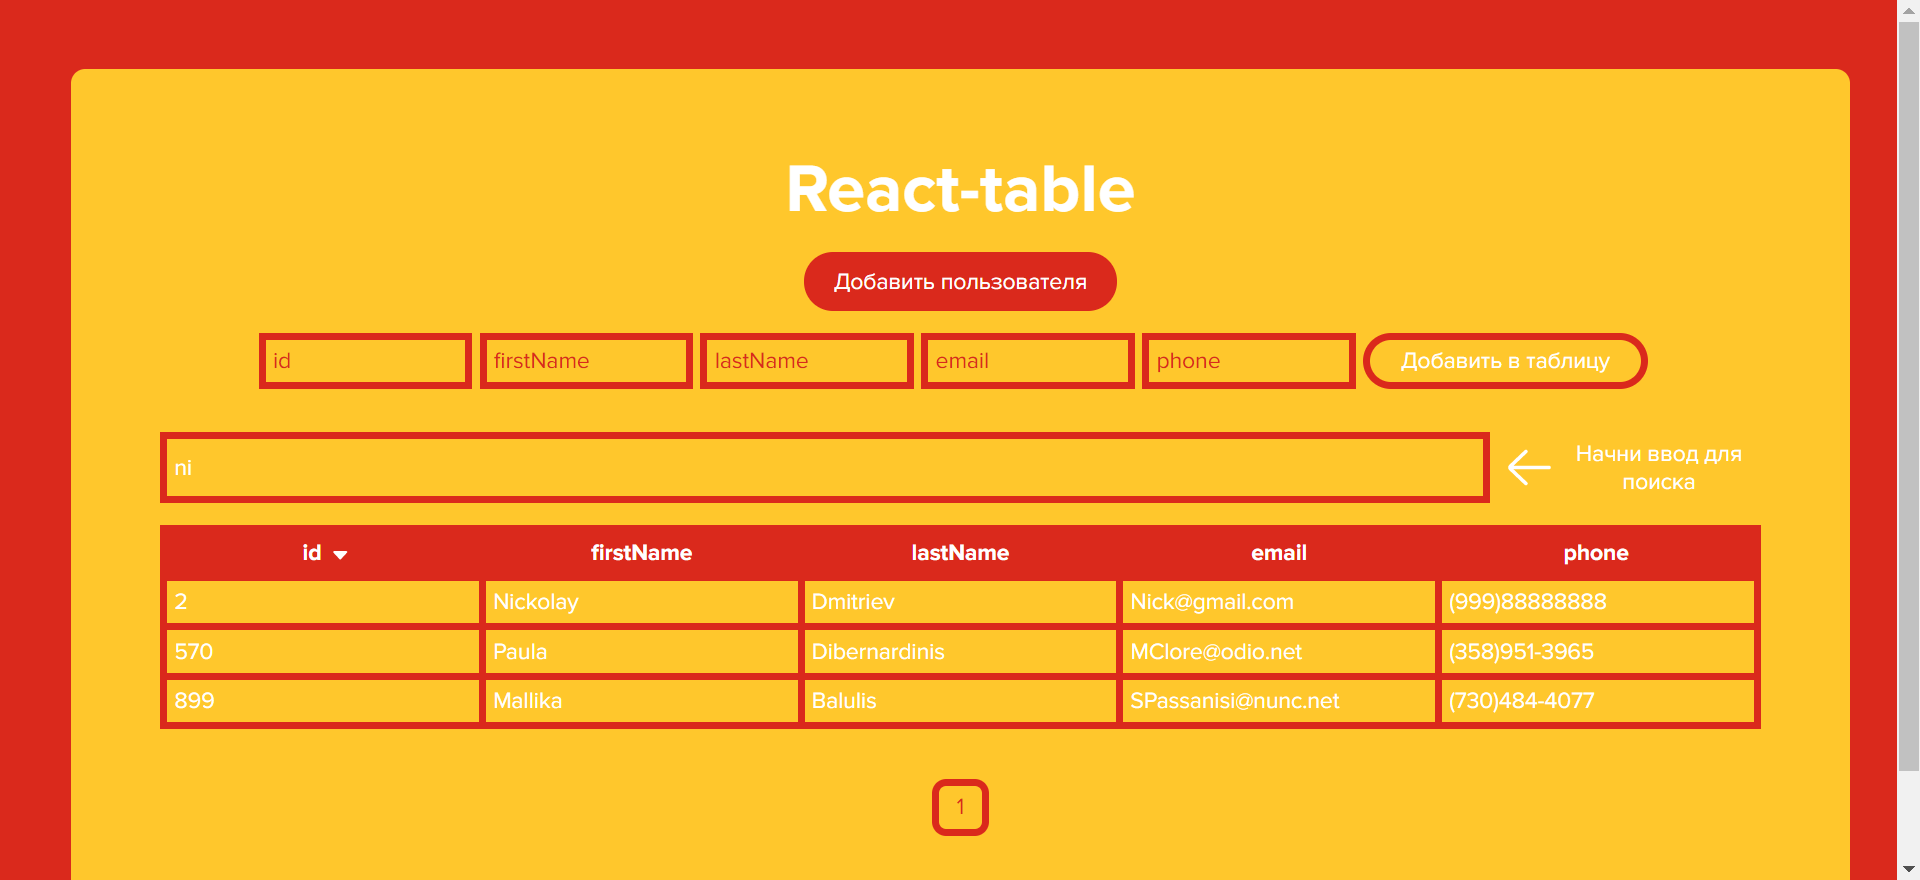 React-table
Добавить пользователя
id firstName lastName email phone Добавить в таблицу
ni
Начни ввод для
поиска
id firstName lastName email phone
2 Nickolay Dmitriev Nick@gmail.com (999)88888888
570 Paula Dibernardinis MClore@odio.net (358)951-3965
899 Mallika Balulis SPassanisi@nunc.net (730)484-4077
1